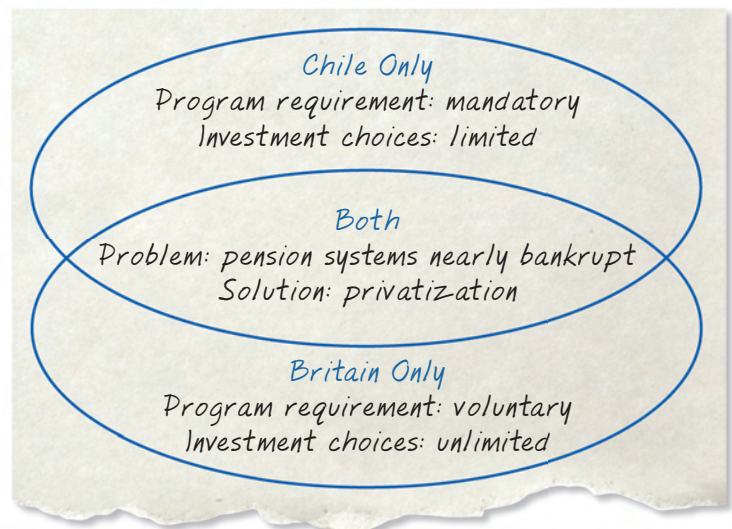 Chile Only
Program requirement: mandatory
Investment choices: limited
Both
Problem: pension systems nearly bankrupt
Solution: privatization
Britain Only
Program requirement: voluntary
Investment choices: unlimited